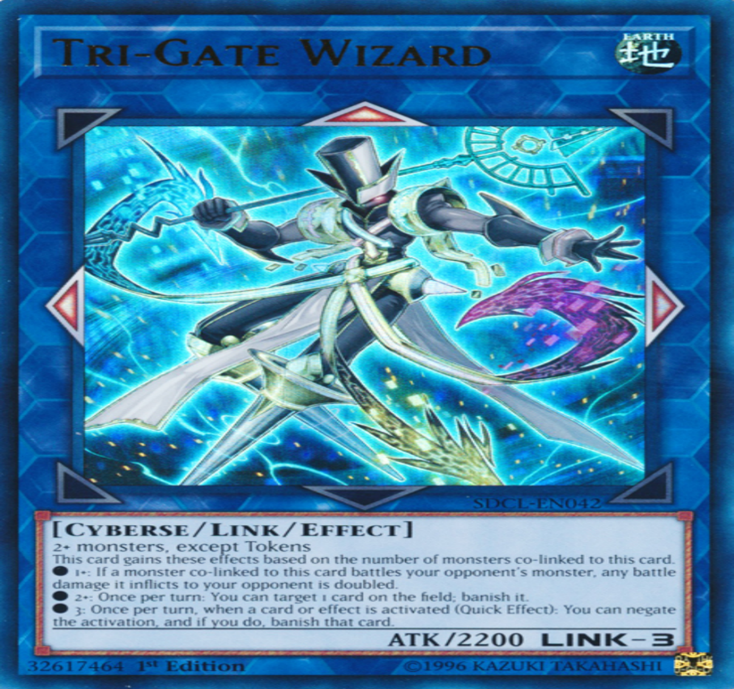 TRI-GATE WIZARD
EARTH
地
SDCL-EN042
[CYBERSE/LINK/EFFECT]
2+ monsters, except Tokens
This card gains these effects based on the number of monsters co-linked to this card.
● 1+: If a monster co-linked to this card battles your opponent's monster, any battle
damage it inflicts to your opponent is doubled.
● 2+: Once per turn: You can target 1 card on the field; banish it.
● 3: Once per turn, when a card or effect is activated (Quick Effect): You can negate
the activation, and if you do, banish that card.
ATK/2200 LINK-3
32617464 1st Edition ©1996 KAZUKI TAKAHASHI